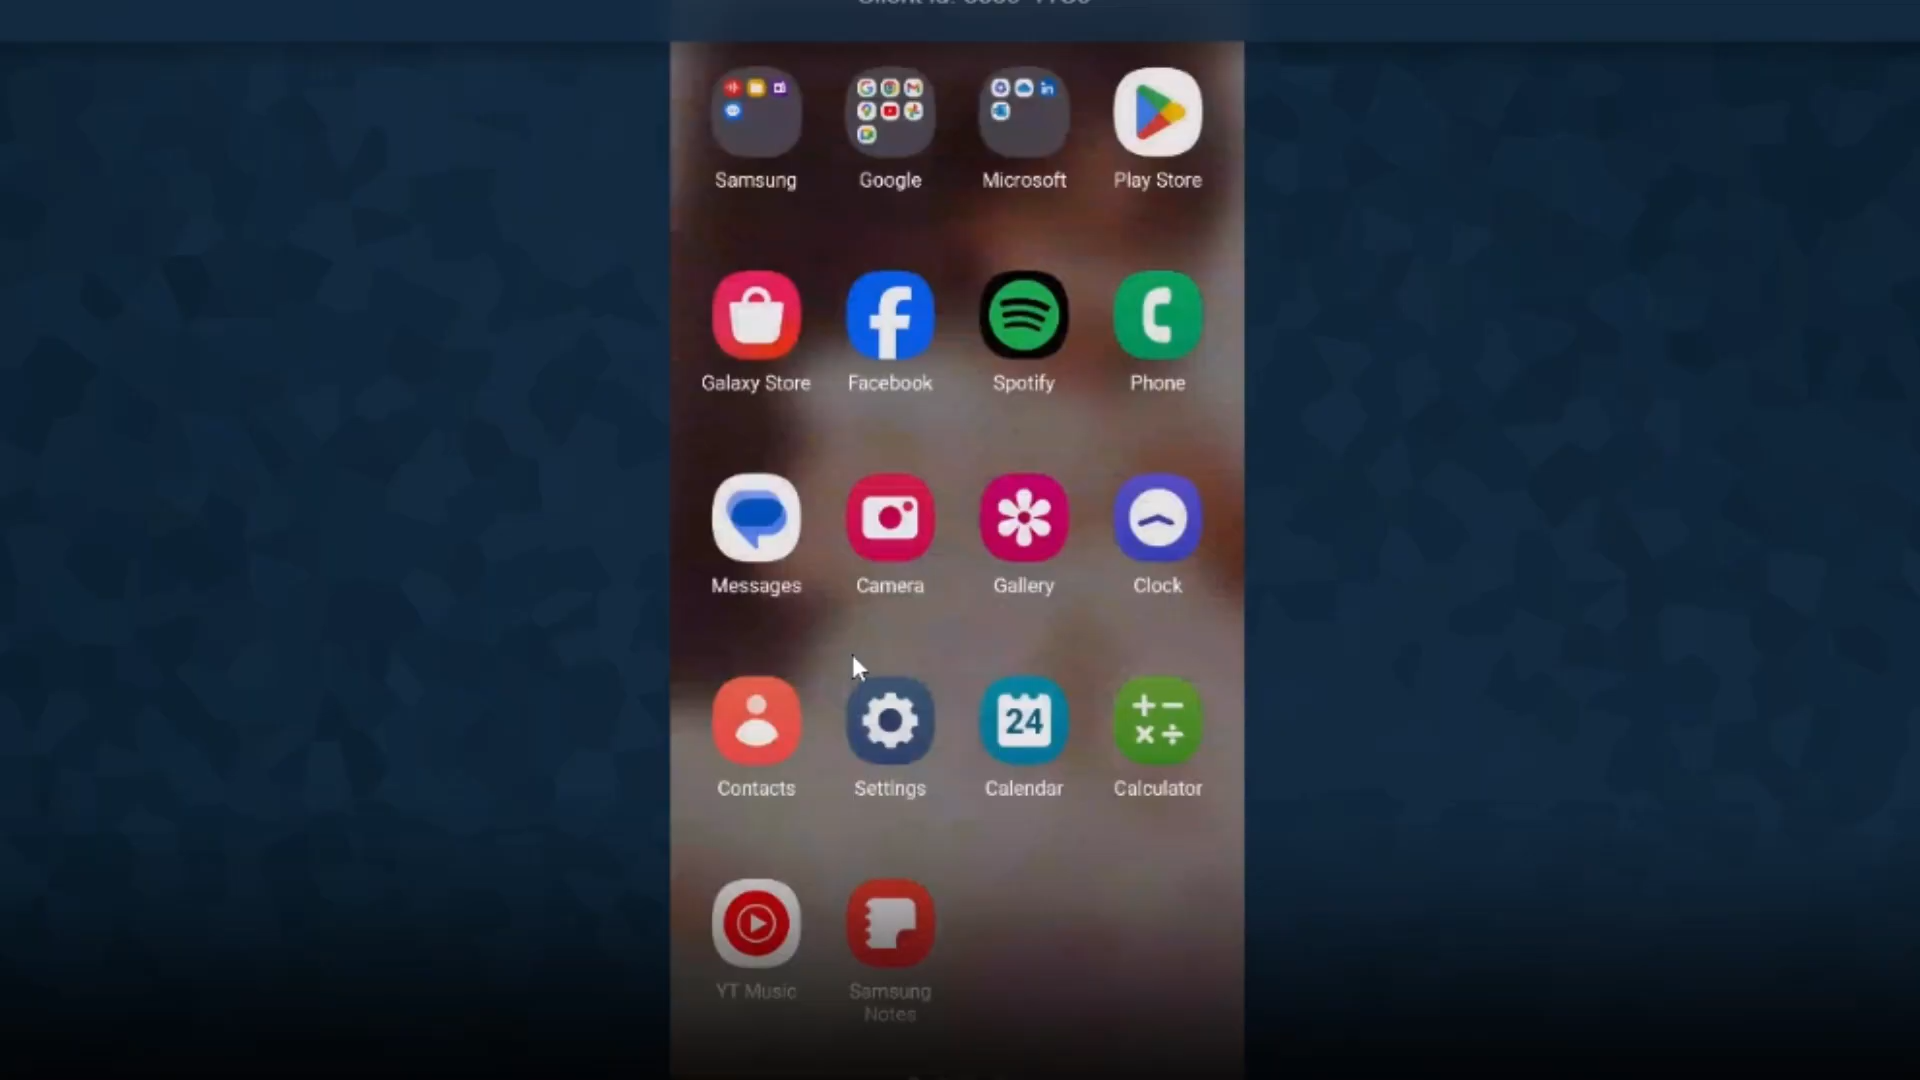 Samsung Google Microsoft Play Store
Galaxy Store Facebook Spotify Phone
Messages Camera Gallery Clock
24
Contacts Settings Calendar Calculator
YT Music Samsung
Notes